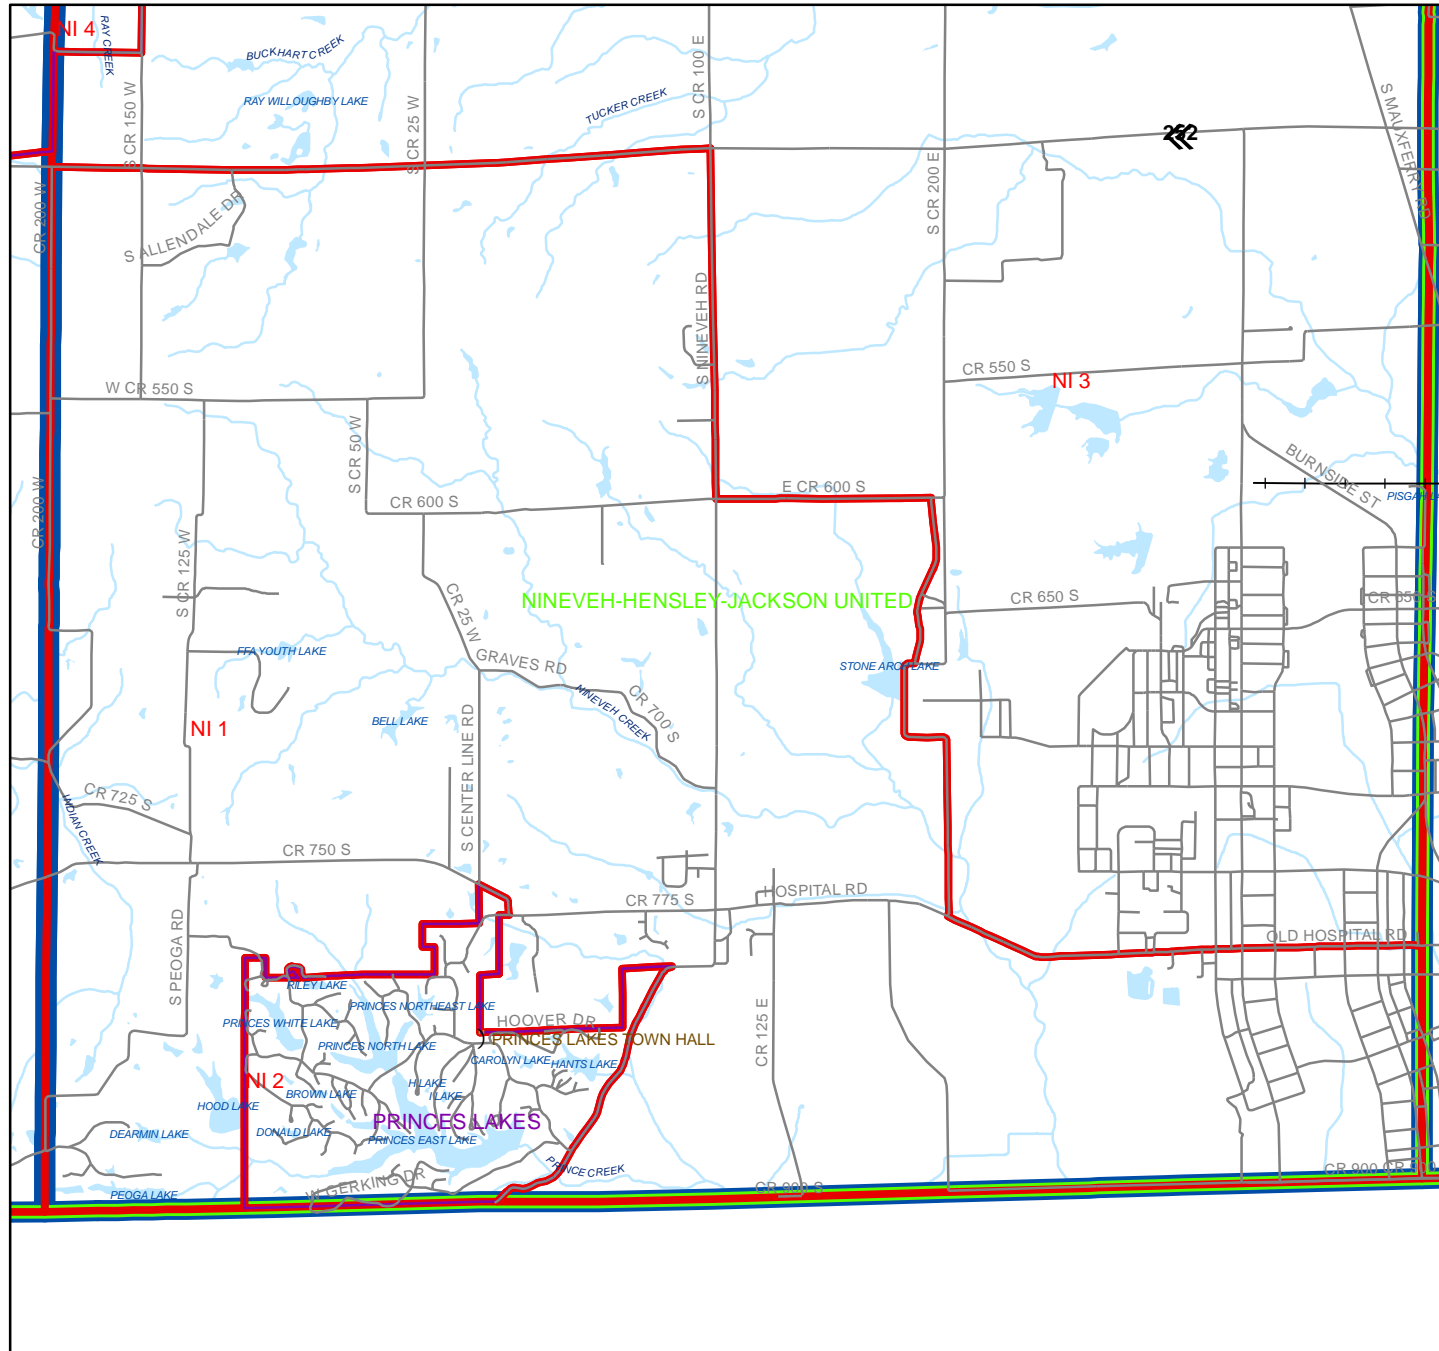 NI 4
RAY CREEK
BUCKHART CREEK
S CR 100 E
RAY WILLOUGHBY LAKE
TUCKER CREEK
S CR 150 W
S CR 25 W
S MAUXFERRY RD
252
CR 200 W
S ALLENDALE DR
S CR 200 E
S NINEVEH RD
CR 550 S
NI 3
W CR 550 S
S CR 50 W
CR 600 S
E CR 600 S
BURNSIDE ST
CR 200 W
S CR 125 W
CR 25 W
NINEVEH-HENSLEY-JACKSON UNITED
CR 650 S
CR 650 S
FFA YOUTH LAKE
GRAVES RD
STONE ARCH LAKE
NINEVEH CREEK
CR 700 S
BELL LAKE
NI 1
S CENTER LINE RD
CR 725 S
INDIAN CREEK
CR 750 S
CR 775 S
HOSPITAL RD
S PEOGA RD
OLD HOSPITAL RD
RILEY LAKE
PRINCES NORTHEAST LAKE
PRINCES WHITE LAKE
HOOVER DR
CR 125 E
PRINCES LAKES TOWN HALL
PRINCES NORTH LAKE
CAROLYN LAKE
HANTS LAKE
NI 2
H LAKE
BROWN LAKE
I LAKE
HOOD LAKE
PRINCES LAKES
DEARMIN LAKE
DONALD LAKE
PRINCES EAST LAKE
PRINCE CREEK
W GERKING DR
PEOGA LAKE
CR 900 S
CR 900